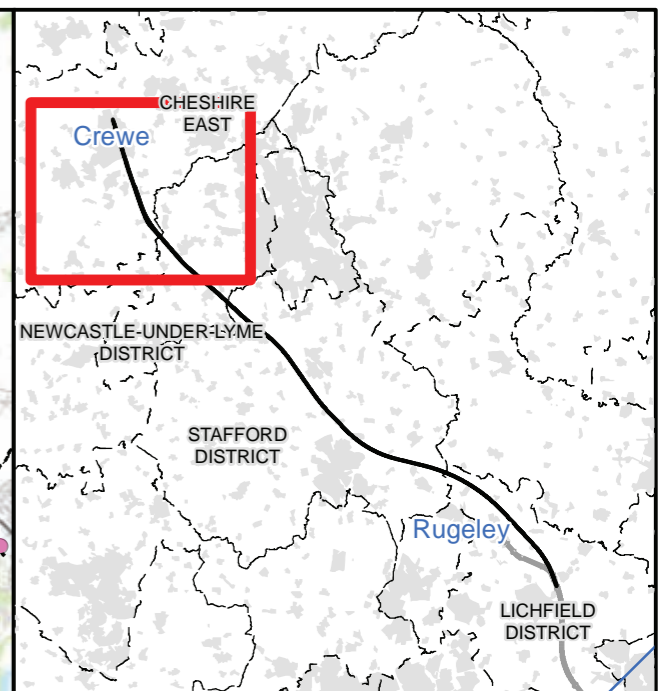 CHESHIRE
EAST
Crewe
NEWCASTLE-UNDER-LYME
DISTRICT
STAFFORD
DISTRICT
Rugeley
LICHFIELD
DISTRICT